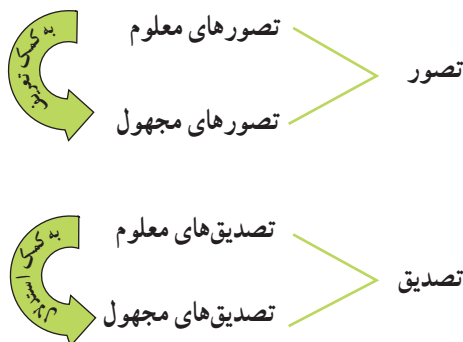 تصور
تصورهای معلوم
به کمک تعریف
تصورهای مجهول
تصدیق
تصدیق‌های معلوم
به کمک استدلال
تصدیق‌های مجهول